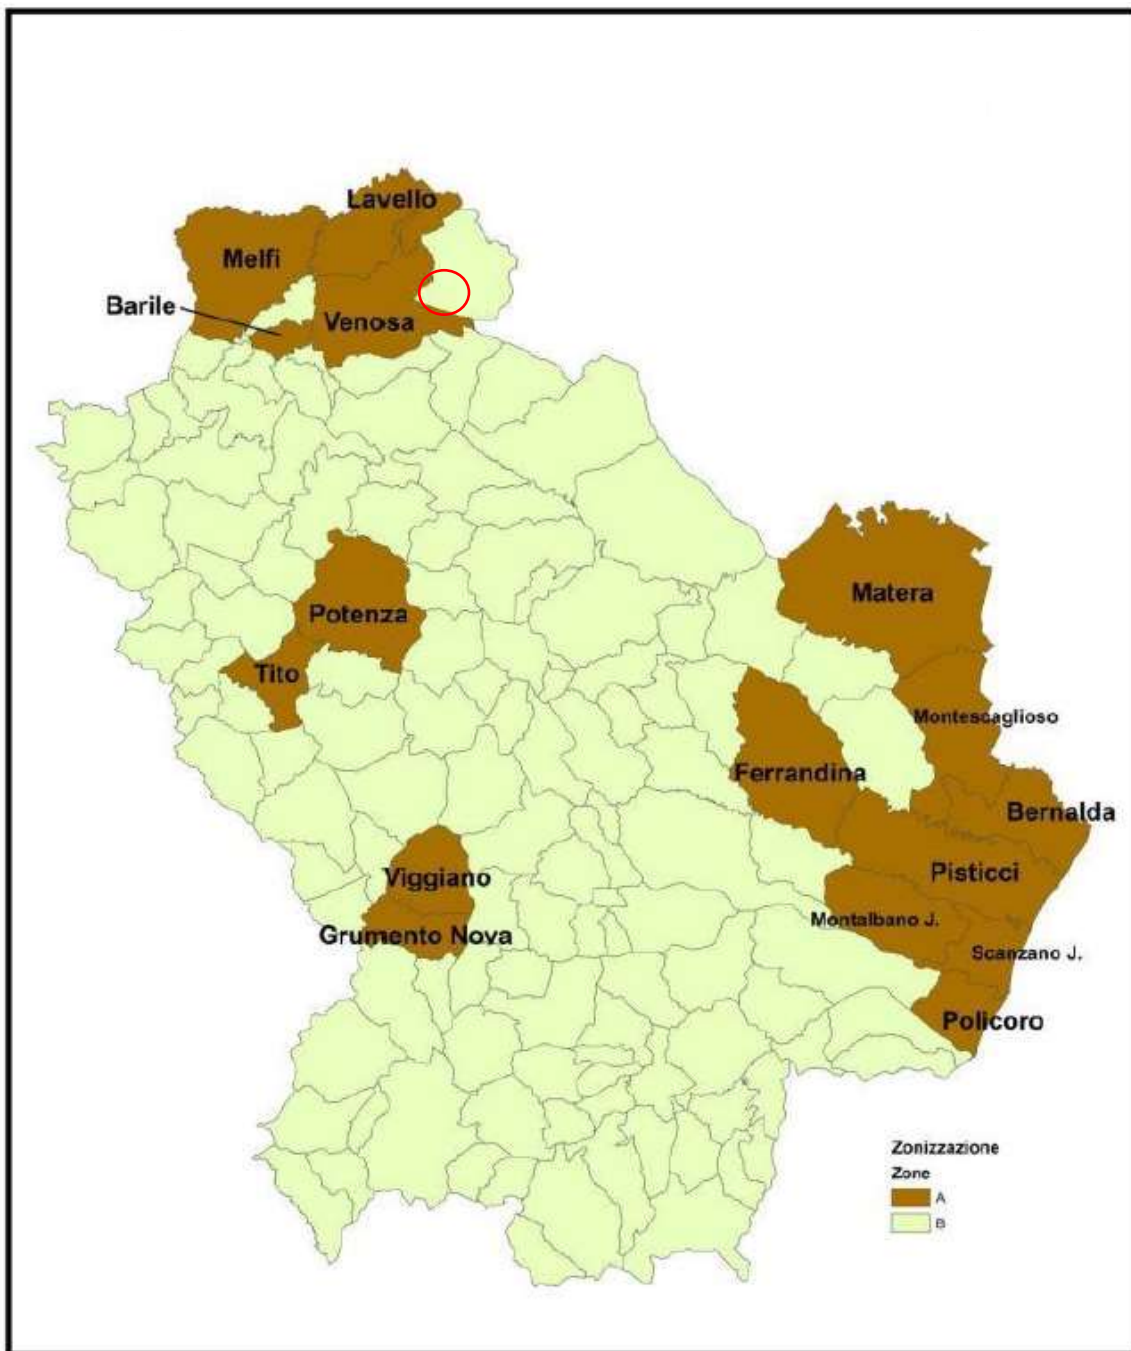 Lavello
Melfi
Barile
Venosa
Matera
Potenza
Tito
Montescaglioso
Ferrandina
Bernalda
Pisticci
Viggiano
Montalbano J.
Grumento Nova
Scanzano J.
Policoro
Zonizzazione
Zone
A
B